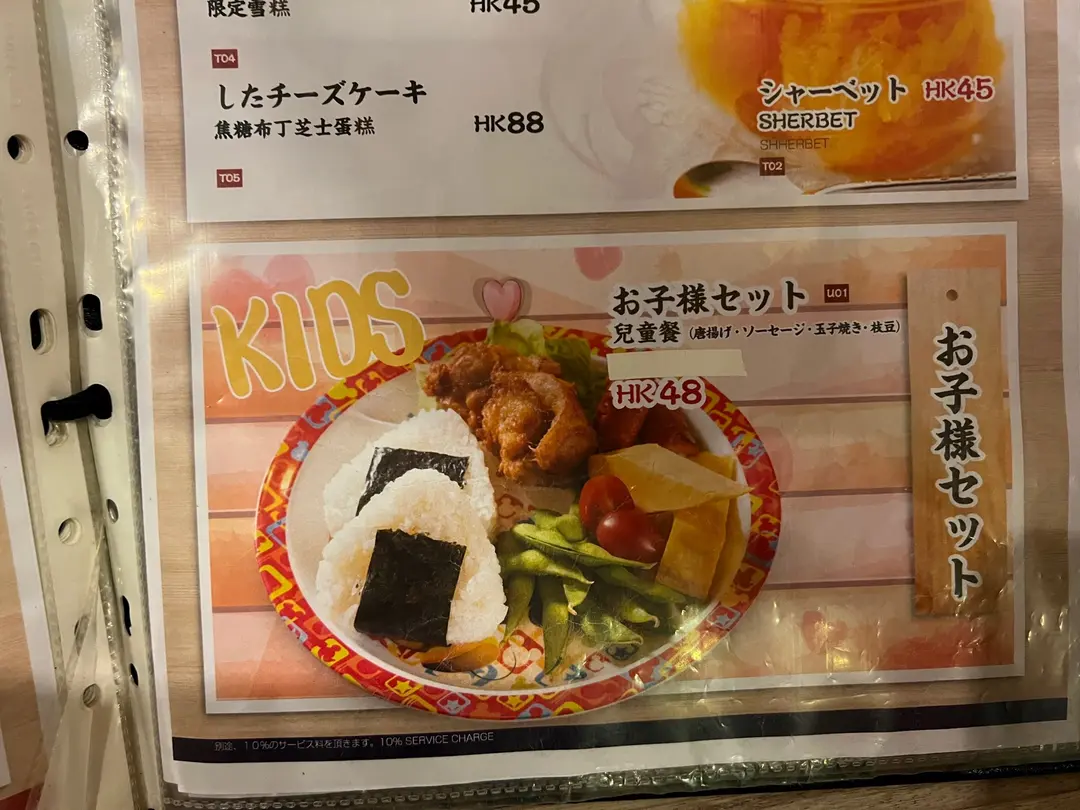 限定雪糕
HK45
T04
したチーズケーキ
焦糖布丁芝士蛋糕
HK88
T05
シャーベット HK45
SHERBET
SHHERBET
T02
KIDS
お子様セット U01
兒童餐 (唐揚げ・ソーセージ・玉子焼き・枝豆)
HK48
お子様セット
別途、10%のサービス料を頂きます。10% SERVICE CHARGE